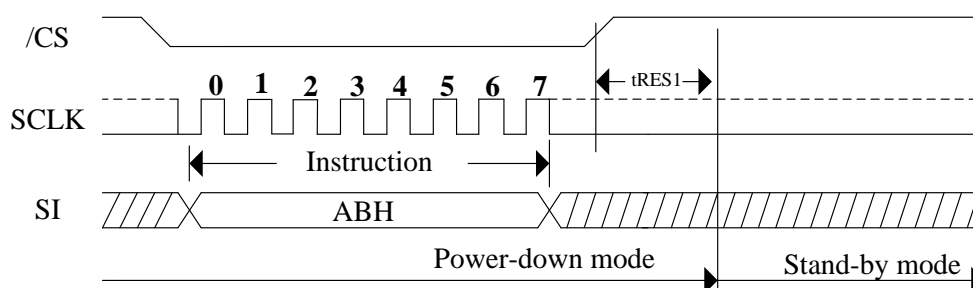 /CS
tRES1
0 1 2 3 4 5 6 7
SCLK
Instruction
SI
ABH
Power-down mode
Stand-by mode